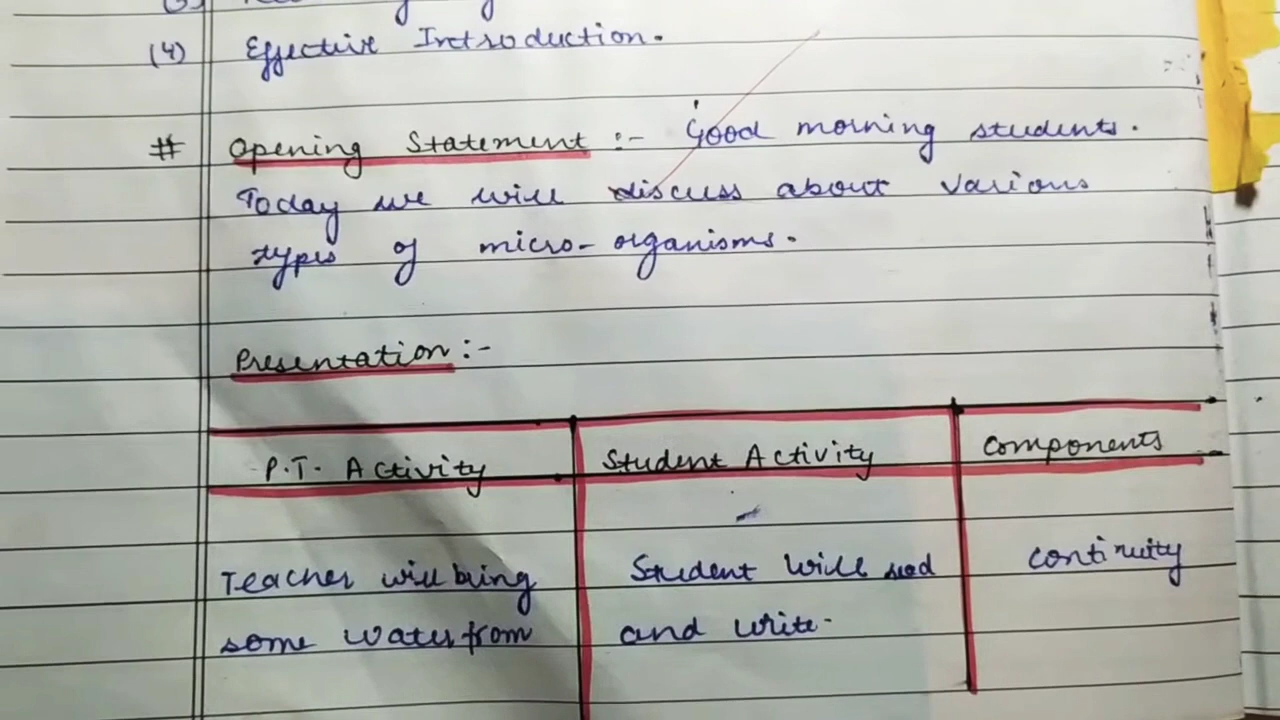 (4) Effective Introduction.
# Opening Statement :- Good morning students.
Today we will discuss about various
types of micro-organisms.
Presentation :-
P.T. Activity Student Activity Components
Teacher will bring Student will read continuity
some water from and write.